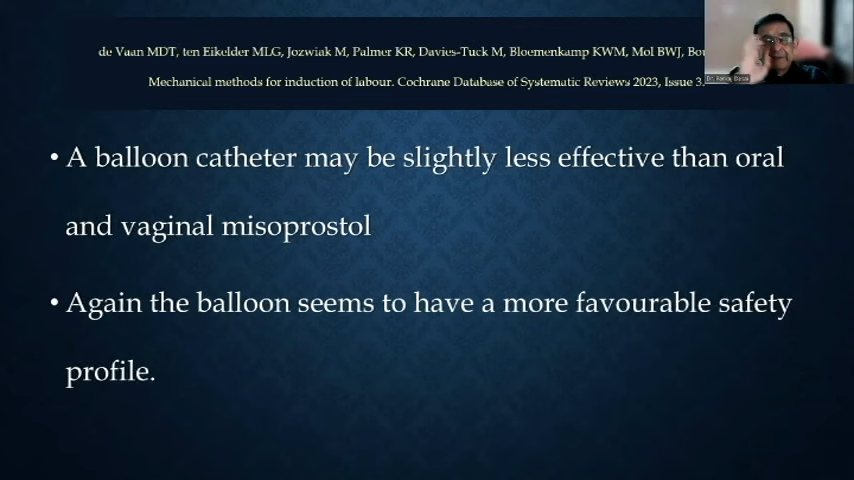 de Vaan MDT, ten Eikelder MLG, Jozwiak M, Palmer KR, Davies-Tuck M, Bloemenkamp KWM, Mol BWJ,
Mechanical methods for induction of labour. Cochrane Database of Systematic Reviews 2023, Issue 3.
Dr.
• A balloon catheter may be slightly less effective than oral
and vaginal misoprostol
• Again the balloon seems to have a more favourable safety
profile.